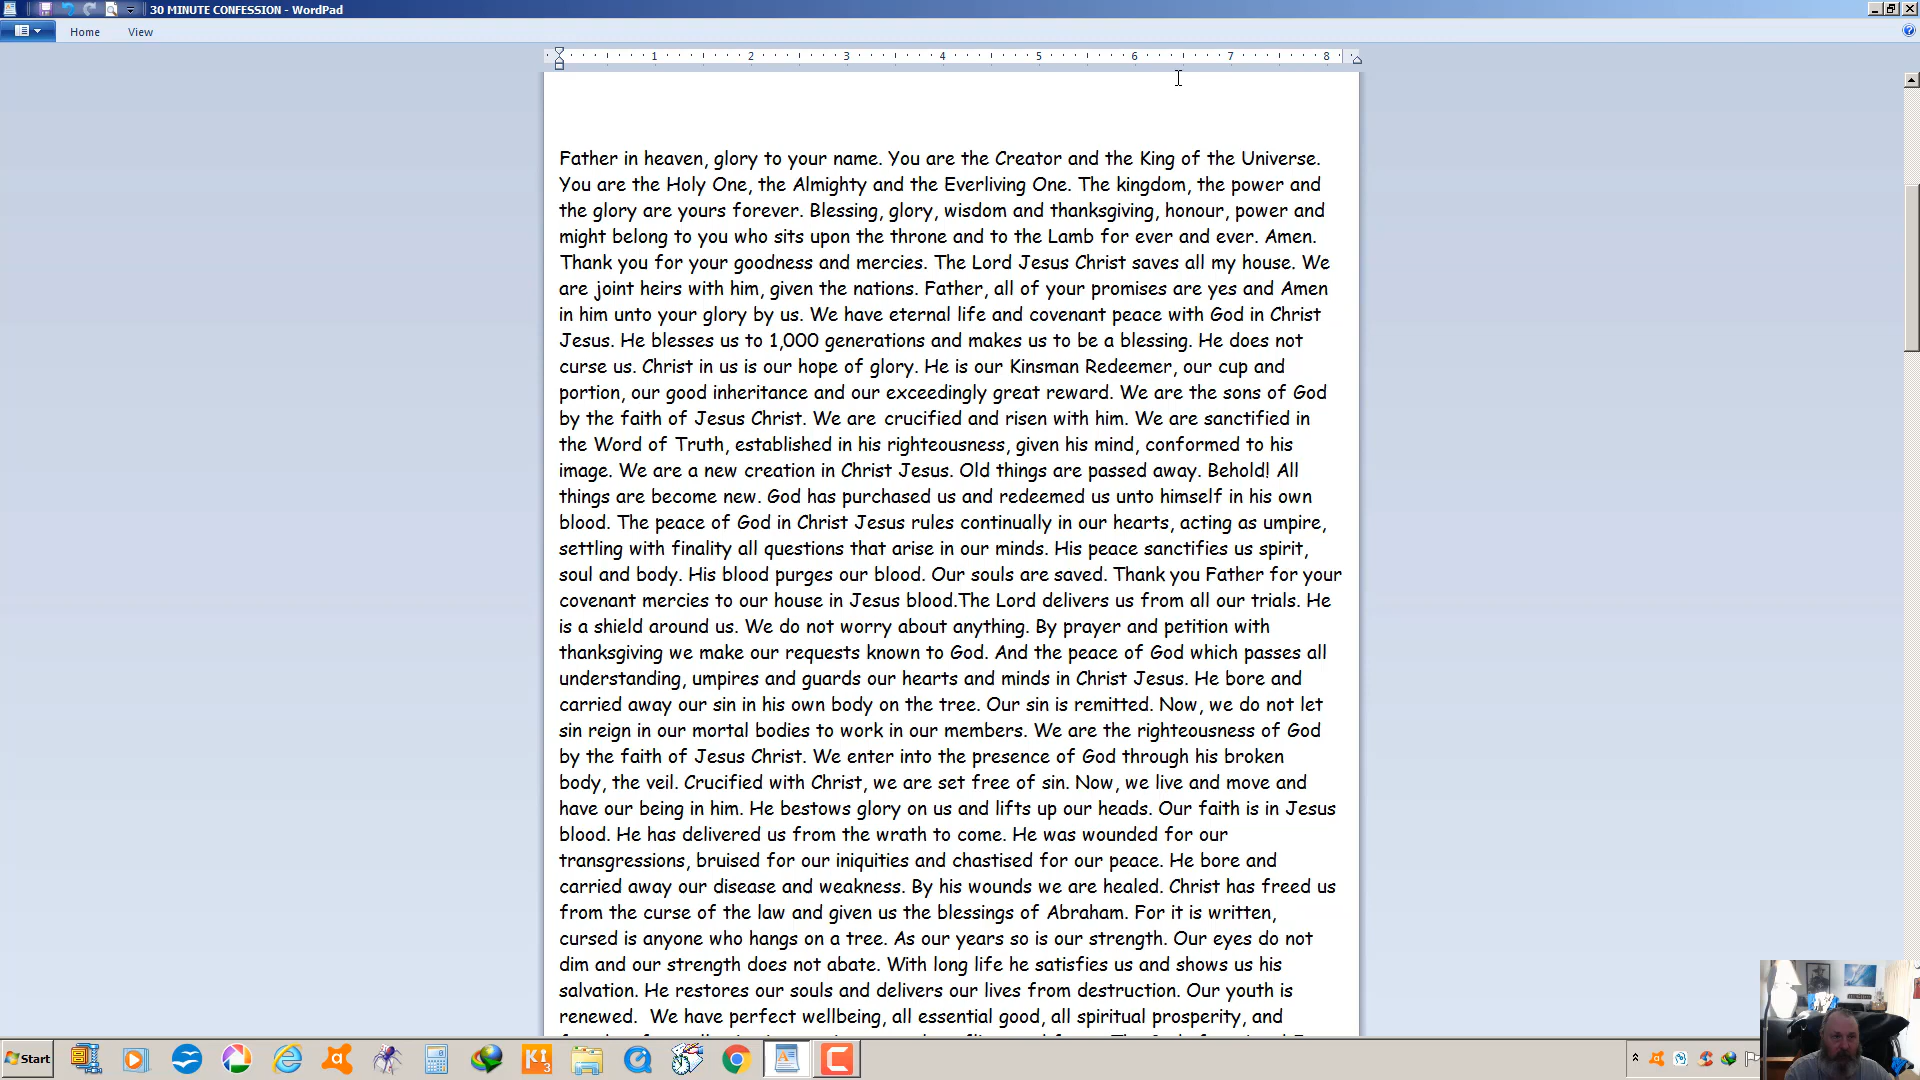 30 MINUTE CONFESSION - WordPad
Home View
1 2 3 4 5 6 7 8
Father in heaven, glory to your name. You are the Creator and the King of the Universe.
You are the Holy One, the Almighty and the Everliving One. The kingdom, the power and
the glory are yours forever. Blessing, glory, wisdom and thanksgiving, honour, power and
might belong to you who sits upon the throne and to the Lamb for ever and ever. Amen.
Thank you for your goodness and mercies. The Lord Jesus Christ saves all my house. We
are joint heirs with him, given the nations. Father, all of your promises are yes and Amen
in him unto your glory by us. We have eternal life and covenant peace with God in Christ
Jesus. He blesses us to 1,000 generations and makes us to be a blessing. He does not
curse us. Christ in us is our hope of glory. He is our Kinsman Redeemer, our cup and
portion, our good inheritance and our exceedingly great reward. We are the sons of God
by the faith of Jesus Christ. We are crucified and risen with him. We are sanctified in
the Word of Truth, established in his righteousness, given his mind, conformed to his
image. We are a new creation in Christ Jesus. Old things are passed away. Behold! All
things are become new. God has purchased us and redeemed us unto himself in his own
blood. The peace of God in Christ Jesus rules continually in our hearts, acting as umpire,
settling with finality all questions that arise in our minds. His peace sanctifies us spirit,
soul and body. His blood purges our blood. Our souls are saved. Thank you Father for your
covenant mercies to our house in Jesus blood.The Lord delivers us from all our trials. He
is a shield around us. We do not worry about anything. By prayer and petition with
thanksgiving we make our requests known to God. And the peace of God which passes all
understanding, umpires and guards our hearts and minds in Christ Jesus. He bore and
carried away our sin in his own body on the tree. Our sin is remitted. Now, we do not let
sin reign in our mortal bodies to work in our members. We are the righteousness of God
by the faith of Jesus Christ. We enter into the presence of God through his broken
body, the veil. Crucified with Christ, we are set free of sin. Now, we live and move and
have our being in him. He bestows glory on us and lifts up our heads. Our faith is in Jesus
blood. He has delivered us from the wrath to come. He was wounded for our
transgressions, bruised for our iniquities and chastised for our peace. He bore and
carried away our disease and weakness. By his wounds we are healed. Christ has freed us
from the curse of the law and given us the blessings of Abraham. For it is written,
cursed is anyone who hangs on a tree. As our years so is our strength. Our eyes do not
dim and our strength does not abate. With long life he satisfies us and shows us his
salvation. He restores our souls and delivers our lives from destruction. Our youth is
renewed. We have perfect wellbeing, all essential good, all spiritual prosperity, and
Start